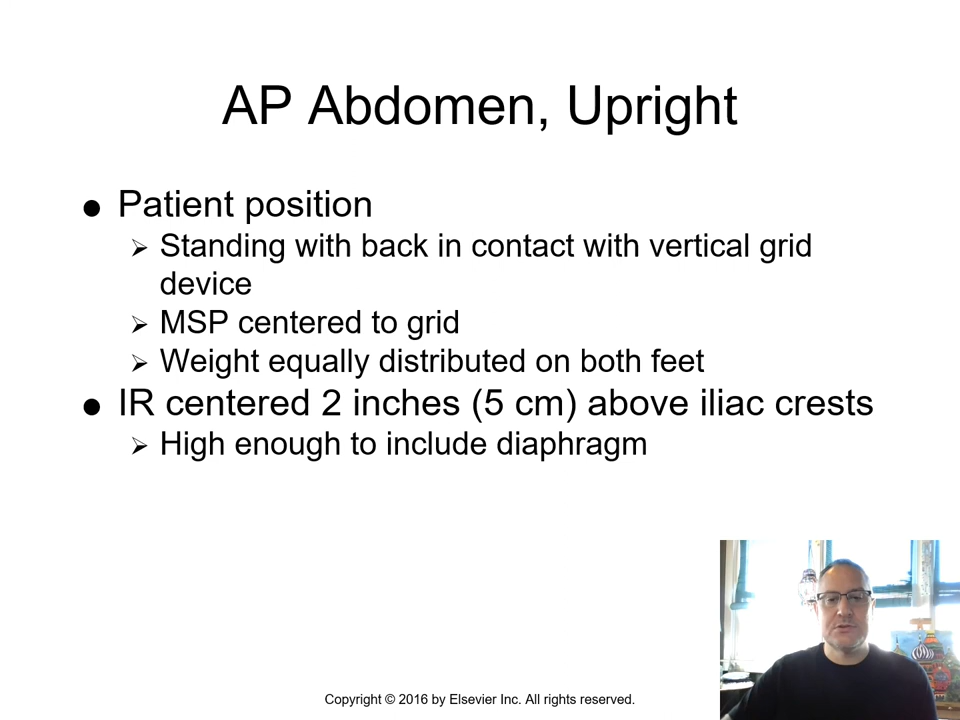 AP Abdomen, Upright
● Patient position
➢ Standing with back in contact with vertical grid
device
➢ MSP centered to grid
➢ Weight equally distributed on both feet
● IR centered 2 inches (5 cm) above iliac crests
➢ High enough to include diaphragm
Copyright © 2016 by Elsevier Inc. All rights reserved.